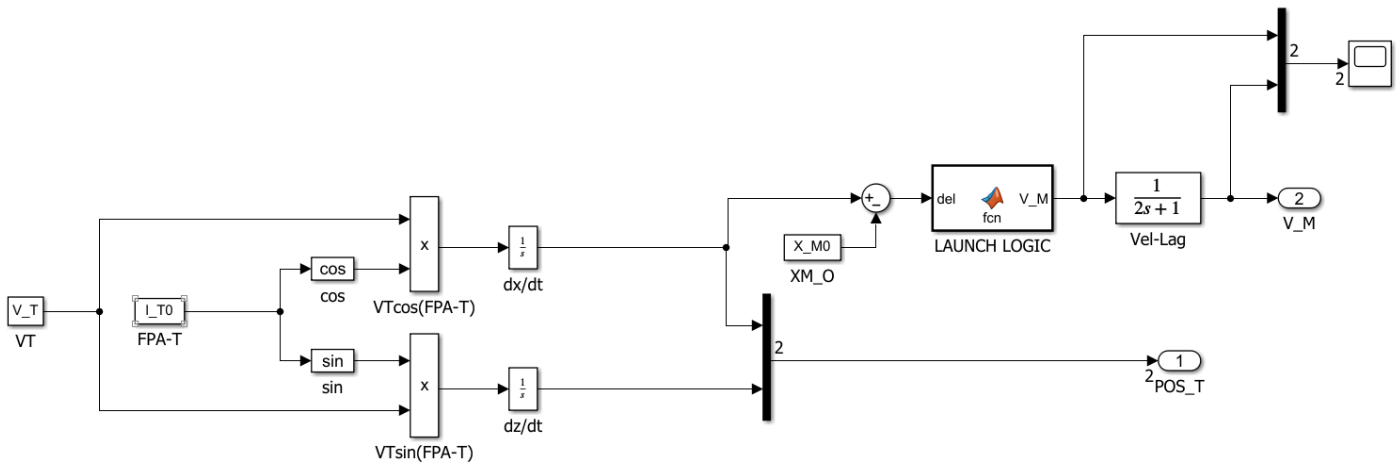 2
2
del
V_M
fcn
LAUNCH LOGIC
1
2s + 1
Vel-Lag
2
V_M
+
−
X_M0
XM_O
x
VTcos(FPA-T)
1
s
dx/dt
cos
cos
V_T
VT
I_T0
FPA-T
sin
sin
x
VTsin(FPA-T)
1
s
dz/dt
2
1
2
POS_T